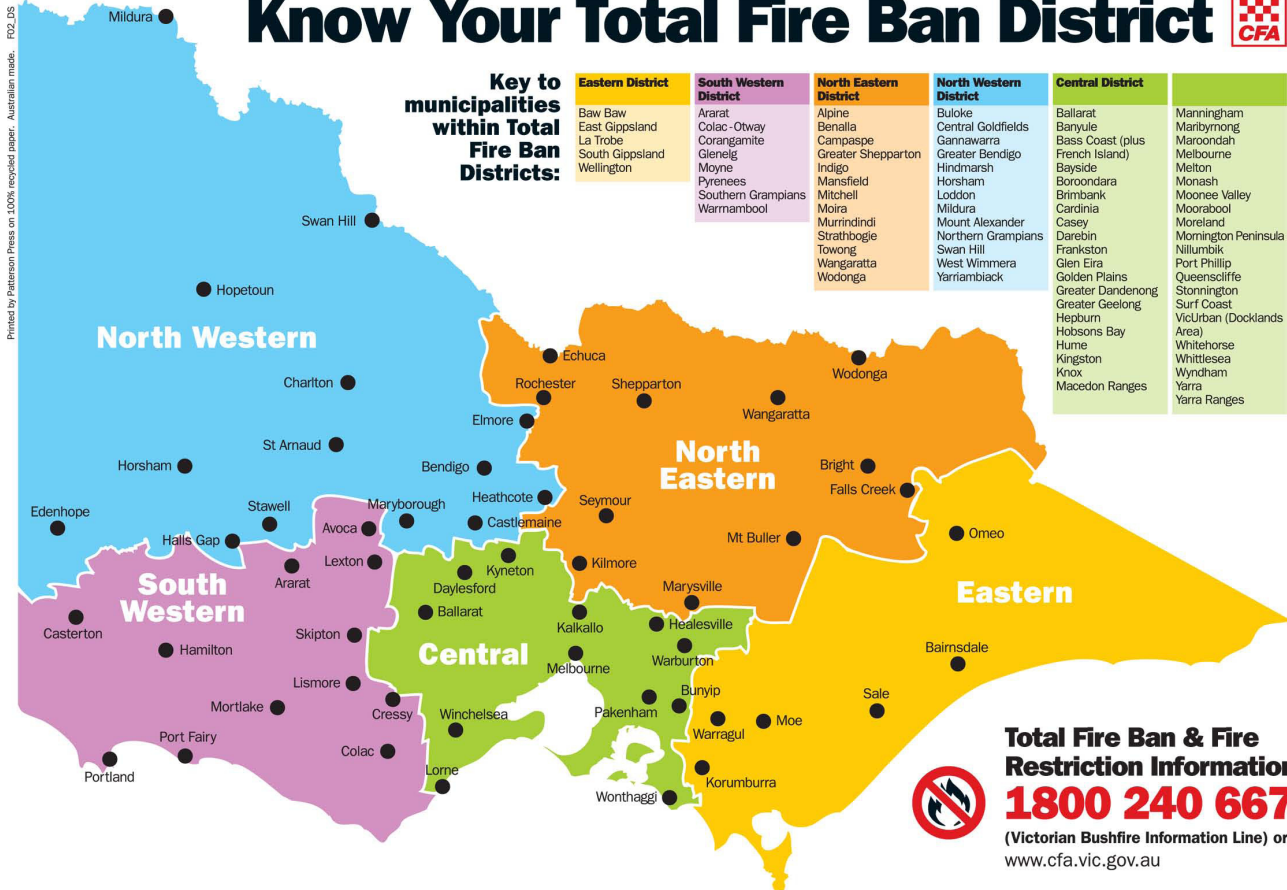 Know Your Total Fire Ban District
CFA
Printed by Patterson Press on 100% recycled paper. Australian made. F02_DS
Key to
municipalities
within Total
Fire Ban
Districts:
Eastern District
Baw Baw
East Gippsland
La Trobe
South Gippsland
Wellington
South Western
District
Ararat
Colac-Otway
Corangamite
Glenelg
Moyne
Pyrenees
Southern Grampians
Warrnambool
North Eastern
District
Alpine
Benalla
Campaspe
Greater Shepparton
Indigo
Mansfield
Mitchell
Moira
Murrindindi
Strathbogie
Towong
Wangaratta
Wodonga
North Western
District
Buloke
Central Goldfields
Gannawarra
Greater Bendigo
Hindmarsh
Horsham
Loddon
Mildura
Mount Alexander
Northern Grampians
Swan Hill
West Wimmera
Yarriambiack
Central District
Ballarat
Banyule
Bass Coast (plus
French Island)
Bayside
Boroondara
Brimbank
Cardinia
Casey
Darebin
Frankston
Glen Eira
Golden Plains
Greater Dandenong
Greater Geelong
Hepburn
Hobsons Bay
Hume
Kingston
Knox
Macedon Ranges
Manningham
Maribyrnong
Maroondah
Melbourne
Melton
Monash
Moonee Valley
Moorabool
Moreland
Mornington Peninsula
Nillumbik
Port Phillip
Queenscliffe
Stonnington
Surf Coast
VicUrban (Docklands
Area)
Whitehorse
Whittlesea
Wyndham
Yarra
Yarra Ranges
Mildura
Swan Hill
Hopetoun
North Western
Charlton
St Arnaud
Horsham
Bendigo
Elmore
Heathcote
Edenhope
Stawell
Maryborough
Castlemaine
Halls Gap
Echuca
Rochester
Shepparton
Wodonga
Wangaratta
North
Eastern
Bright
Falls Creek
Seymour
Mt Buller
Kilmore
Marysville
Avoca
Lexton
Ararat
South
Western
Casterton
Hamilton
Skipton
Lismore
Mortlake
Cressy
Port Fairy
Colac
Portland
Kyneton
Daylesford
Ballarat
Kalkallo
Healesville
Central
Melbourne
Warburton
Bunyip
Pakenham
Winchelsea
Lorne
Wonthaggi
Omeo
Eastern
Bairnsdale
Sale
Moe
Warragul
Korumburra
Total Fire Ban & Fire
Restriction Information
1800 240 667
(Victorian Bushfire Information Line) or
www.cfa.vic.gov.au